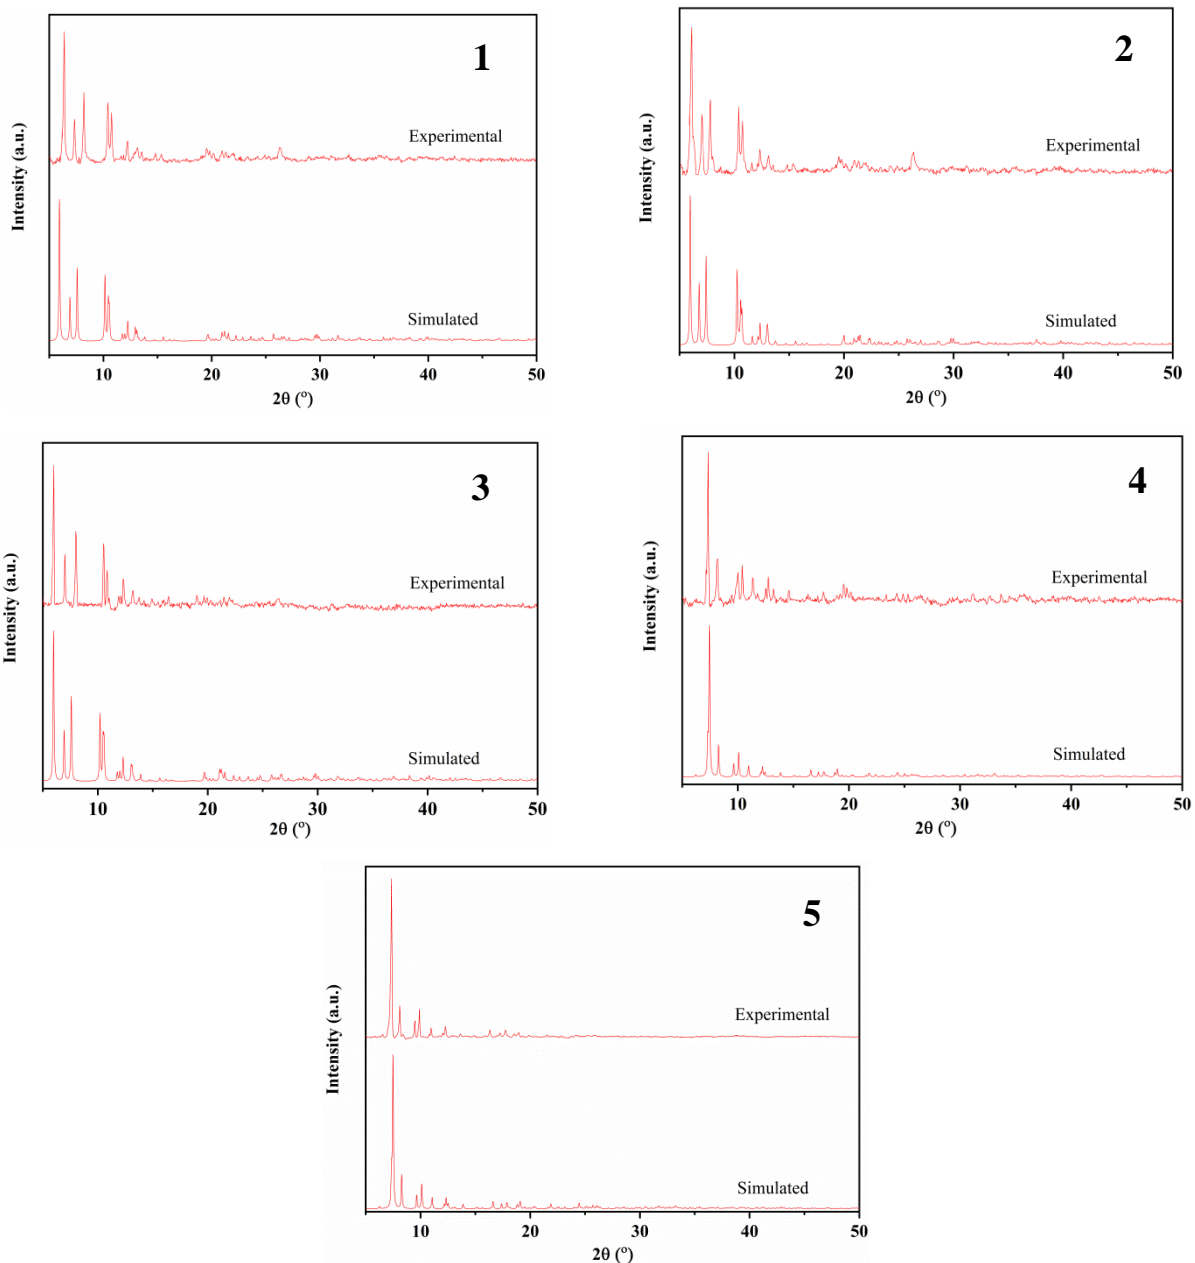 1
Intensity (a.u.)
Experimental
Simulated
10 20 30 40 50
2θ (°)
2
Intensity (a.u.)
Experimental
Simulated
10 20 30 40 50
2θ (°)
3
Intensity (a.u.)
Experimental
Simulated
10 20 30 40 50
2θ (°)
4
Intensity (a.u.)
Experimental
Simulated
10 20 30 40 50
2θ (°)
5
Intensity (a.u.)
Experimental
Simulated
10 20 30 40 50
2θ (°)